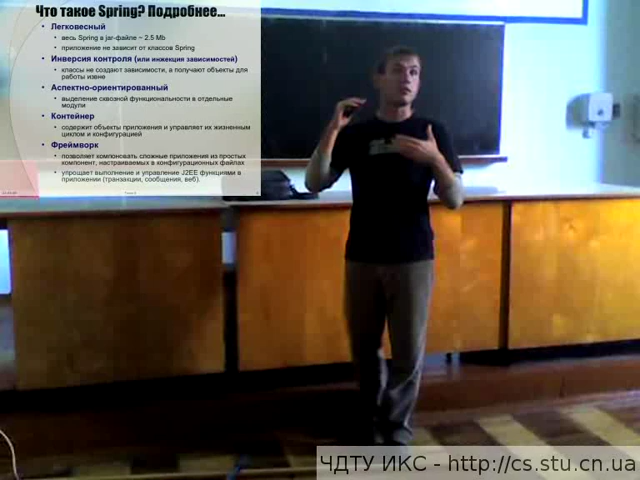 Что такое Spring? Подробнее...
• Легковесный
• весь Spring в jar-файле ~ 2.5 Mb
• приложение не зависит от классов Spring
• Инверсия контроля (или инжекция зависимостей)
• классы не создают зависимости, а получают объекты для
работы извне
• Аспектно-ориентированный
• выделение сквозной функциональности в отдельные
модули
• Контейнер
• содержит объекты приложения и управляет их жизненным
циклом и конфигурацией
• Фреймворк
• позволяет компоновать сложные приложения из простых
компонент, настраиваемых в конфигурационных файлах
• упрощает выполнение и управление J2EE функциями в
приложении (транзакции, сообщения, веб).
ЧДТУ ИКС - http://cs.stu.cn.ua